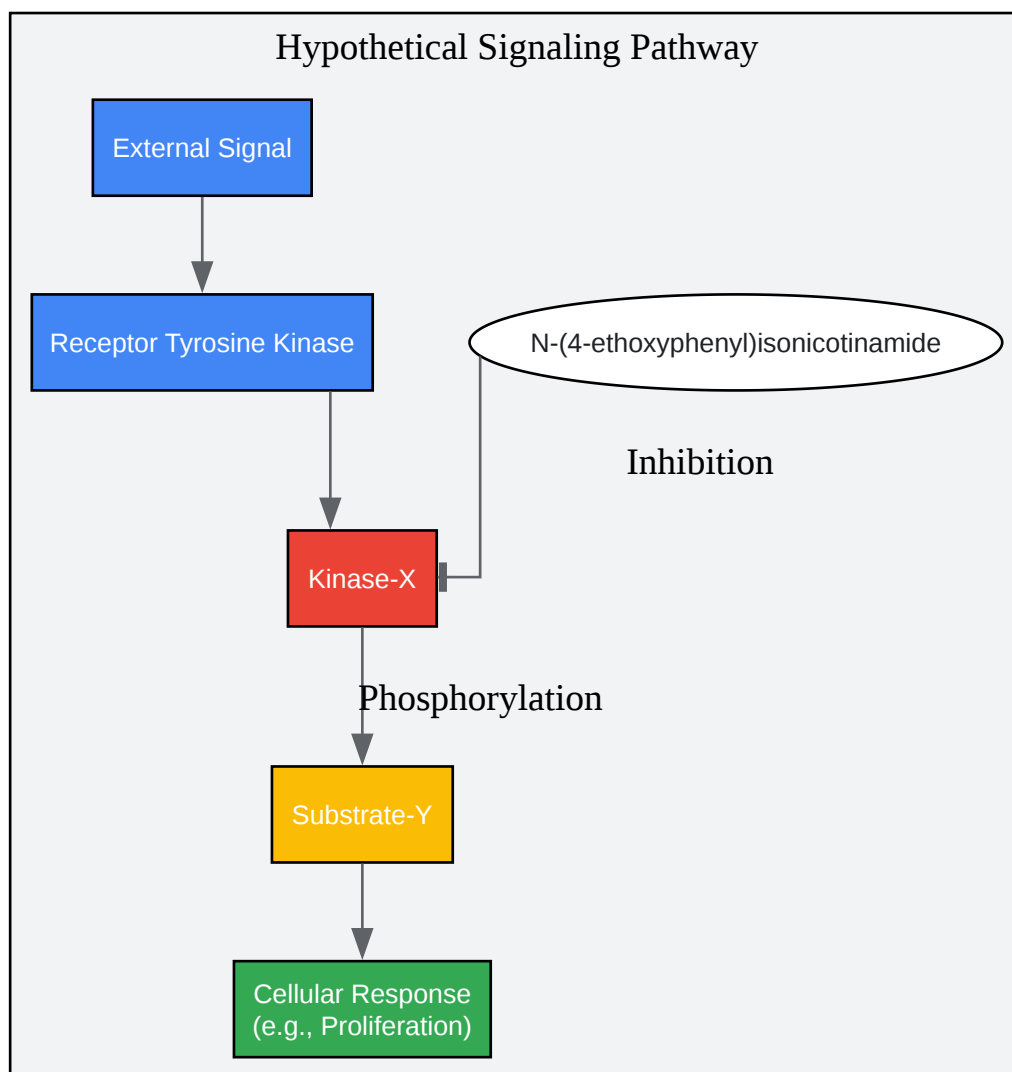 Hypothetical Signaling Pathway
External Signal
Receptor Tyrosine Kinase
N-(4-ethoxyphenyl)isonicotinamide
Inhibition
Kinase-X
Phosphorylation
Substrate-Y
Cellular Response
(e.g., Proliferation)